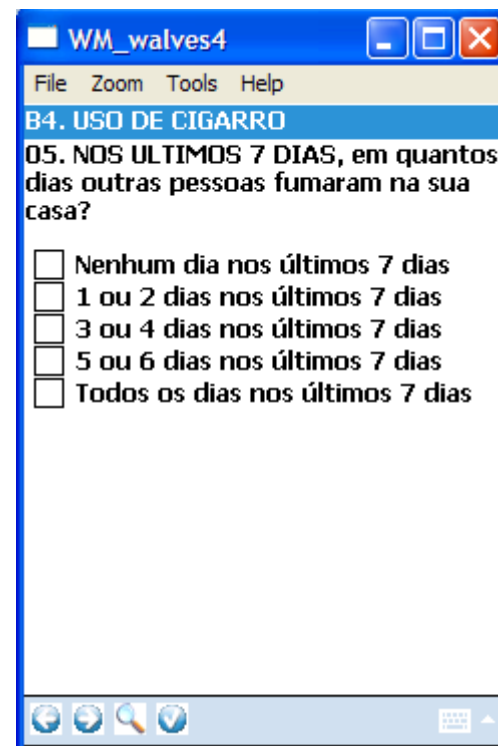 WM_walves4
File Zoom Tools Help
B4. USO DE CIGARRO
05. NOS ULTIMOS 7 DIAS, em quantos
dias outras pessoas fumaram na sua
casa?
Nenhum dia nos últimos 7 dias
1 ou 2 dias nos últimos 7 dias
3 ou 4 dias nos últimos 7 dias
5 ou 6 dias nos últimos 7 dias
Todos os dias nos últimos 7 dias